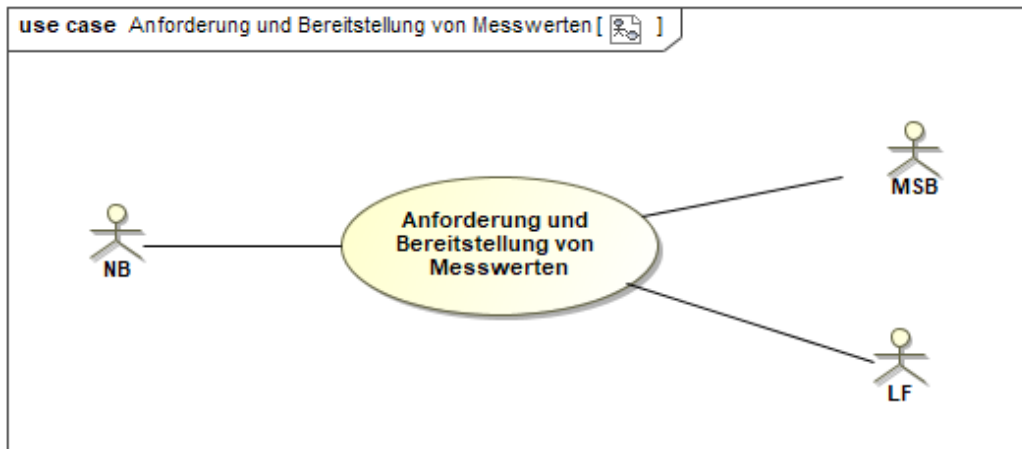 use case Anforderung und Bereitstellung von Messwerten [ ]
MSB
Anforderung und
Bereitstellung von
Messwerten
NB
LF